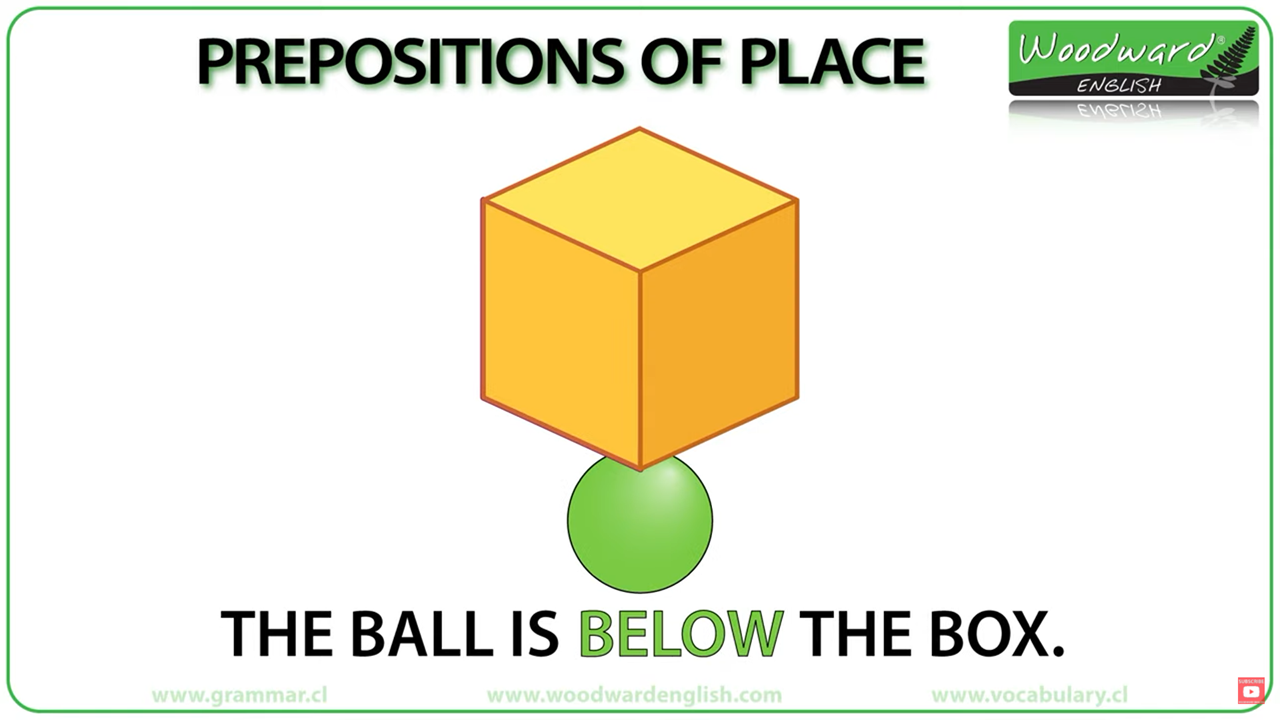 PREPOSITIONS OF PLACE
Woodward®
ENGLISH
THE BALL IS BELOW THE BOX.
www.grammar.cl
www.woodwardenglish.com
www.vocabulary.cl
SUBSCRIBE